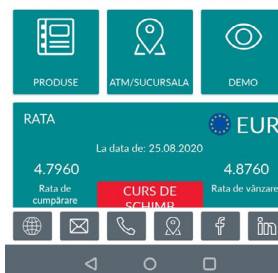 PRODUSE
ATM/SUCURSALA
DEMO
RATA
EUR
La data de: 25.08.2020
4.7960
4.8760
Rata de
cumpărare
CURS DE
SCHIMB
Rata de vânzare